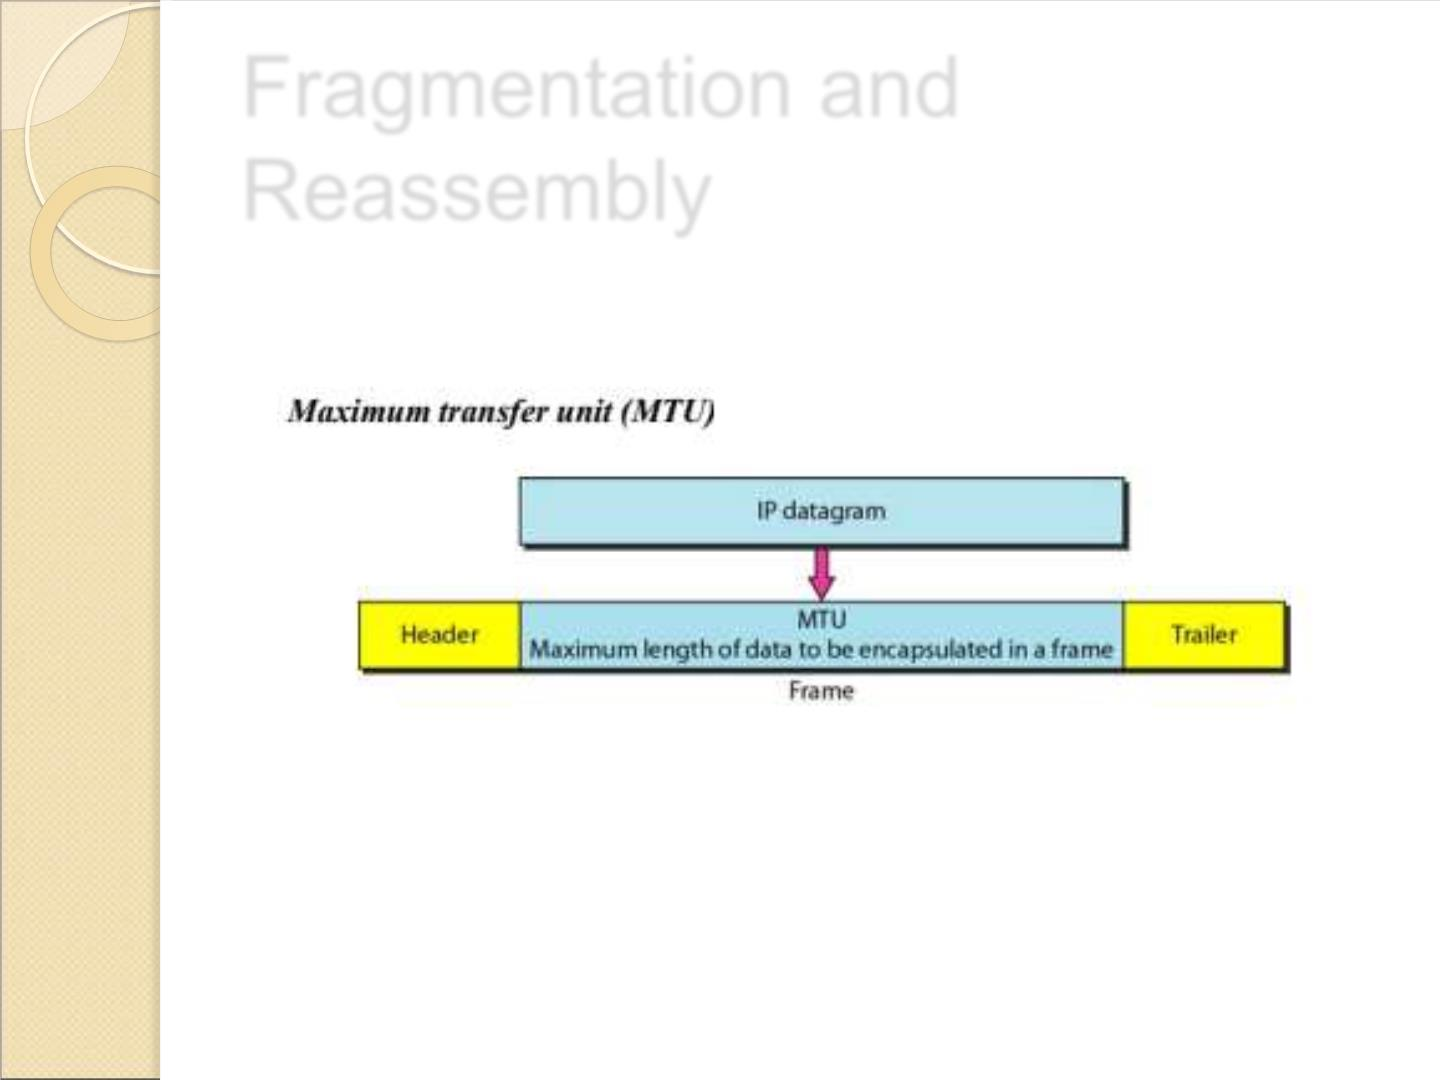 Fragmentation and
Reassembly
Maximum transfer unit (MTU)
IP datagram
Header
MTU
Maximum length of data to be encapsulated in a frame
Trailer
Frame